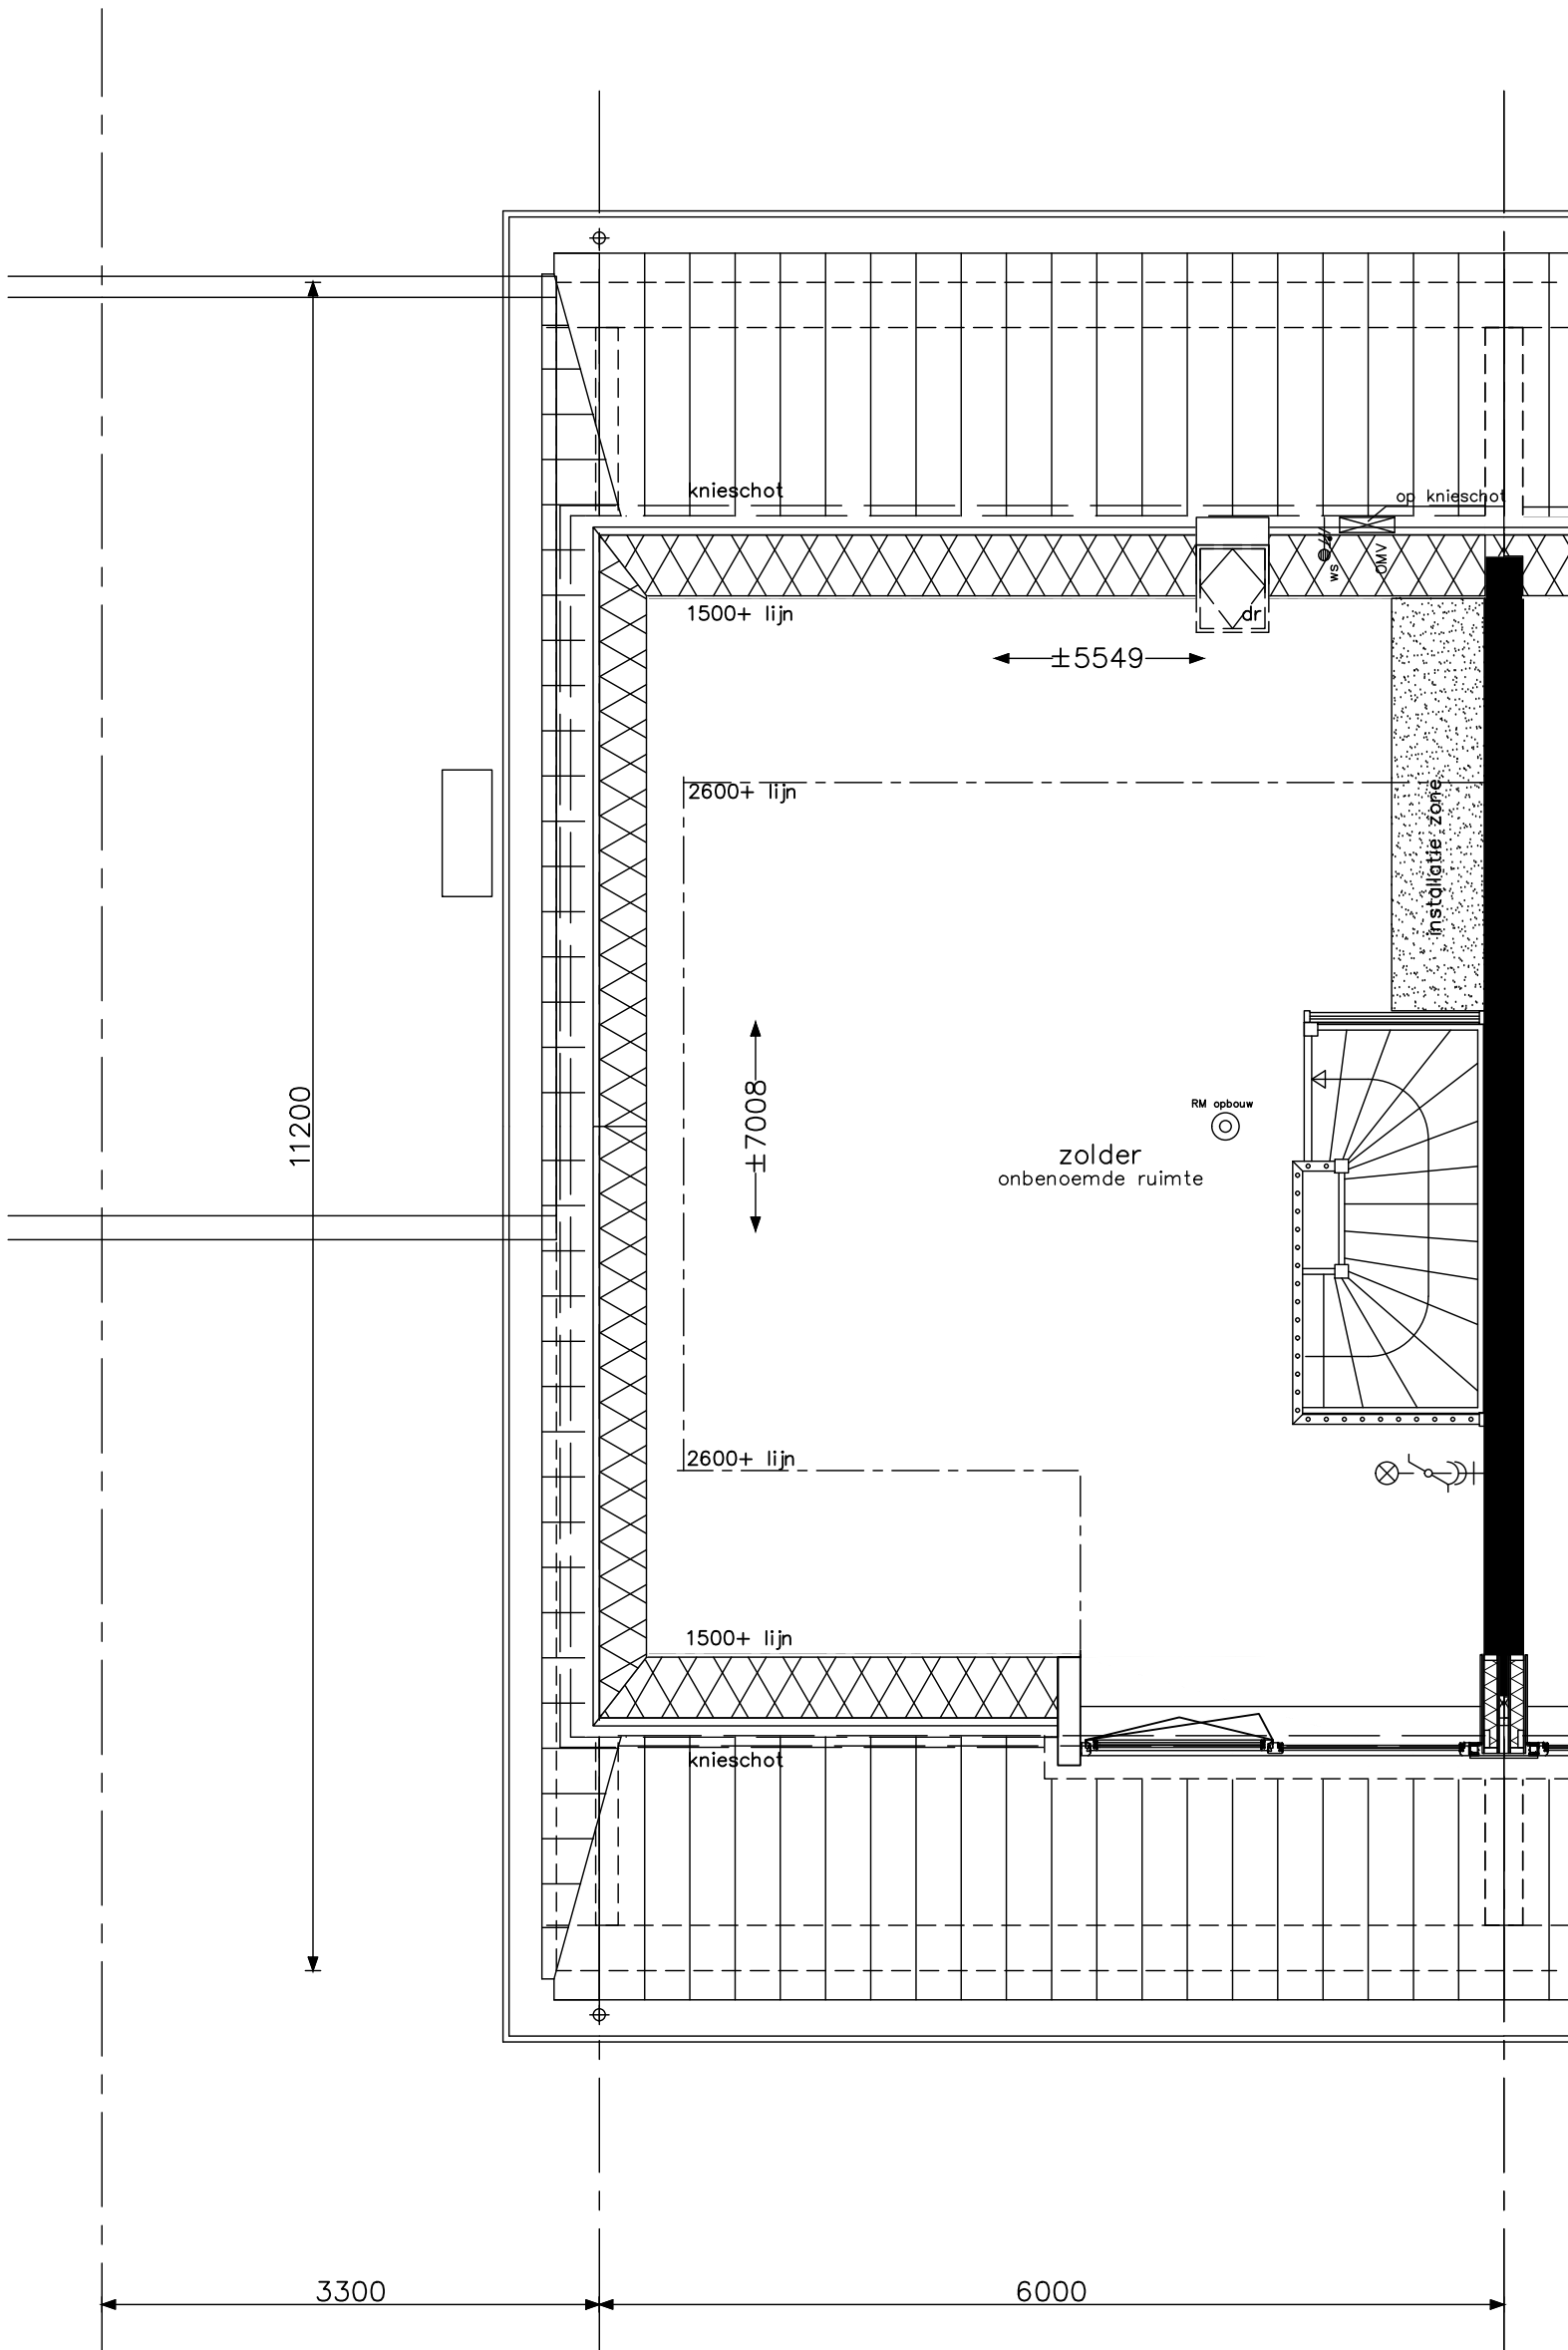 knieschot
op knieschot
ws
OMV
1500+ lijn
dr
±5549
2600+ lijn
installatie zone
11200
±7008
RM opbouw
zolder
onbenoemde ruimte
2600+ lijn
1500+ lijn
knieschot
3300
6000